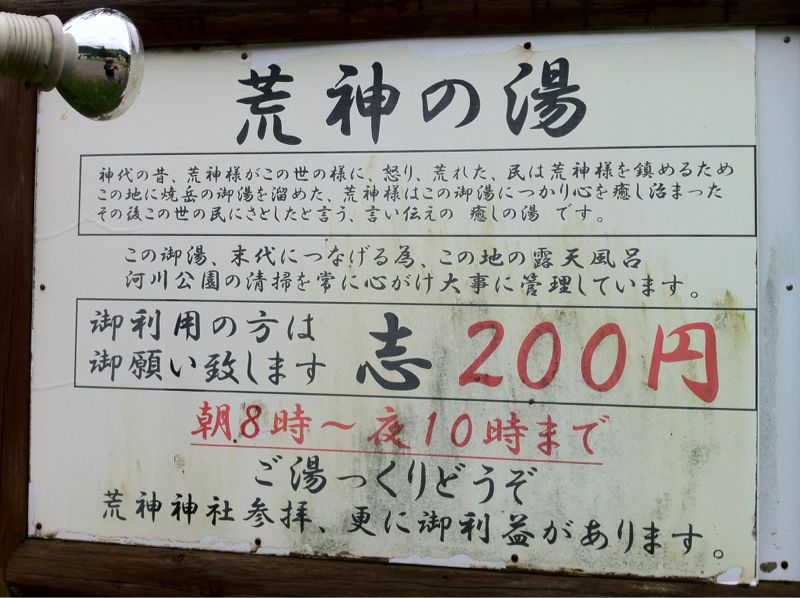 荒神の湯
神代の昔、荒神様がこの世の様に、怒り、荒れた、民は荒神様を鎮めるため
この地に焼岳の御湯を溜めた、荒神様はこの御湯につかり心を癒し治まった
その後この世の民にさとしたと言う、言い伝えの 癒しの湯 です。
この御湯、末代につなげる為、この地の露天風呂
河川公園の清掃を常に心がけ大事に管理しています。
御利用の方は
御願い致します
志 200円
朝8時～夜10時まで
ご湯っくりどうぞ
荒神神社参拝、更に御利益があります。